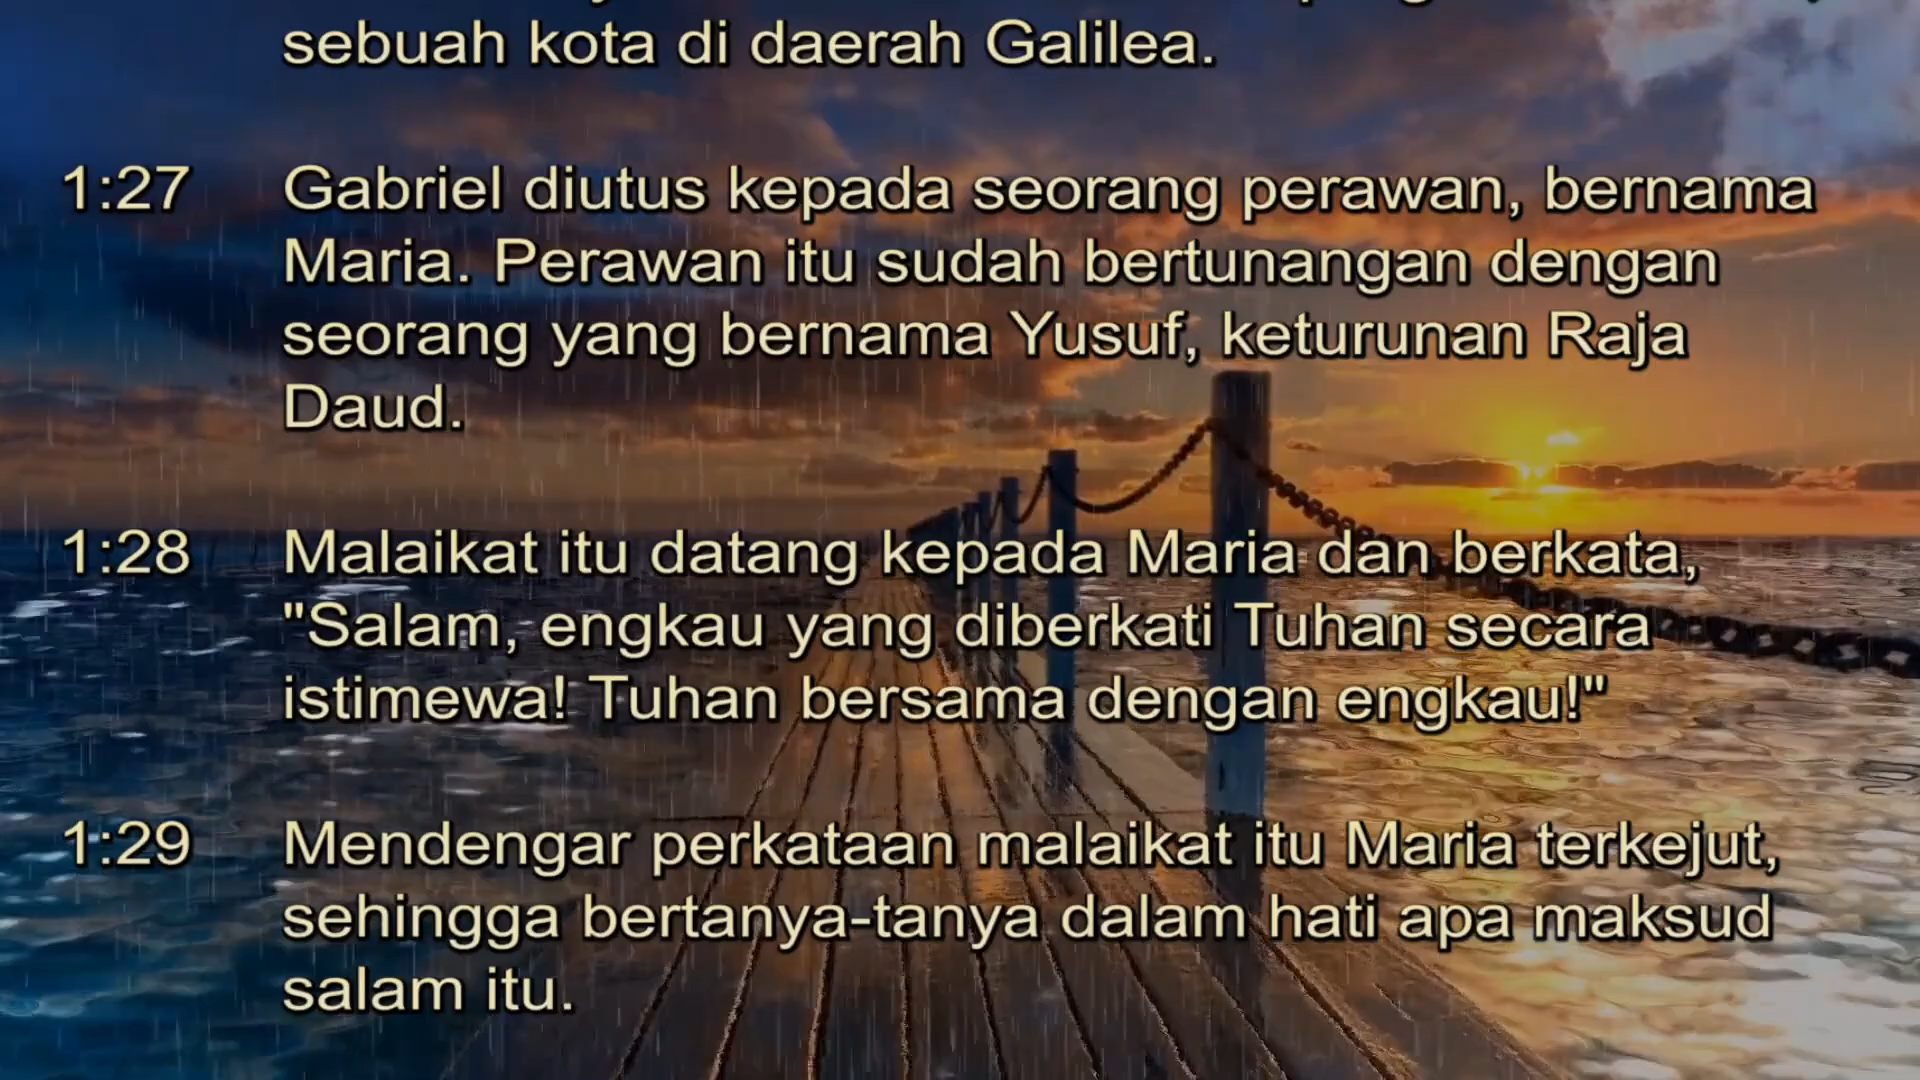 sebuah kota di daerah Galilea.
1:27 Gabriel diutus kepada seorang perawan, bernama
Maria. Perawan itu sudah bertunangan dengan
seorang yang bernama Yusuf, keturunan Raja
Daud.
1:28 Malaikat itu datang kepada Maria dan berkata,
"Salam, engkau yang diberkati Tuhan secara
istimewa! Tuhan bersama dengan engkau!"
1:29 Mendengar perkataan malaikat itu Maria terkejut,
sehingga bertanya-tanya dalam hati apa maksud
salam itu.